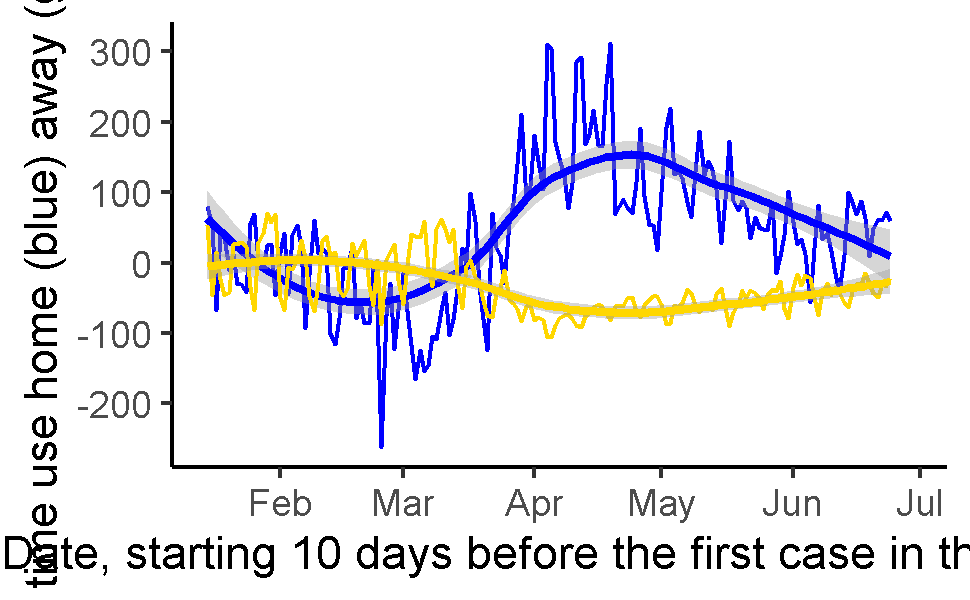 time use home (blue) away (
300
200
100
0
-100
-200
Feb Mar Apr May Jun Jul
Date, starting 10 days before the first case in th